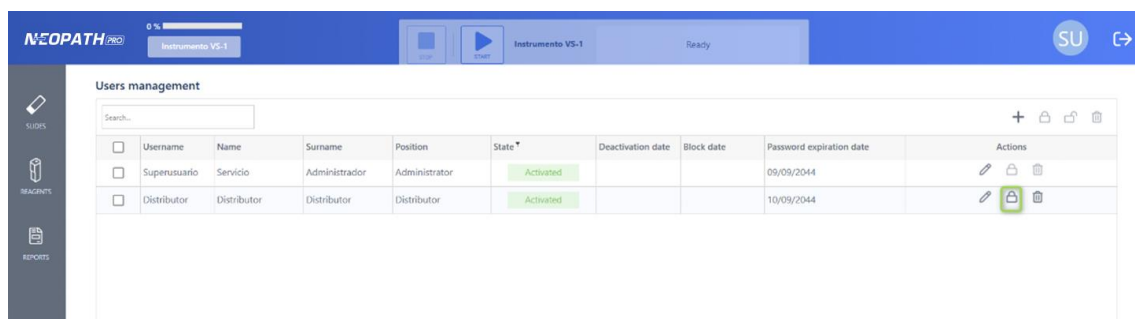 NEOPATH PRO
0 %
Instrumento VS-1
STOP
START
Instrumento VS-1
Ready
SU
SLIDES
REAGENTS
REPORTS
Users management
Search...
Username Name Surname Position State Deactivation date Block date Password expiration date Actions
Superusuario Servicio Administrador Administrator Activated 09/09/2044
Distributor Distributor Distributor Distributor Activated 10/09/2044